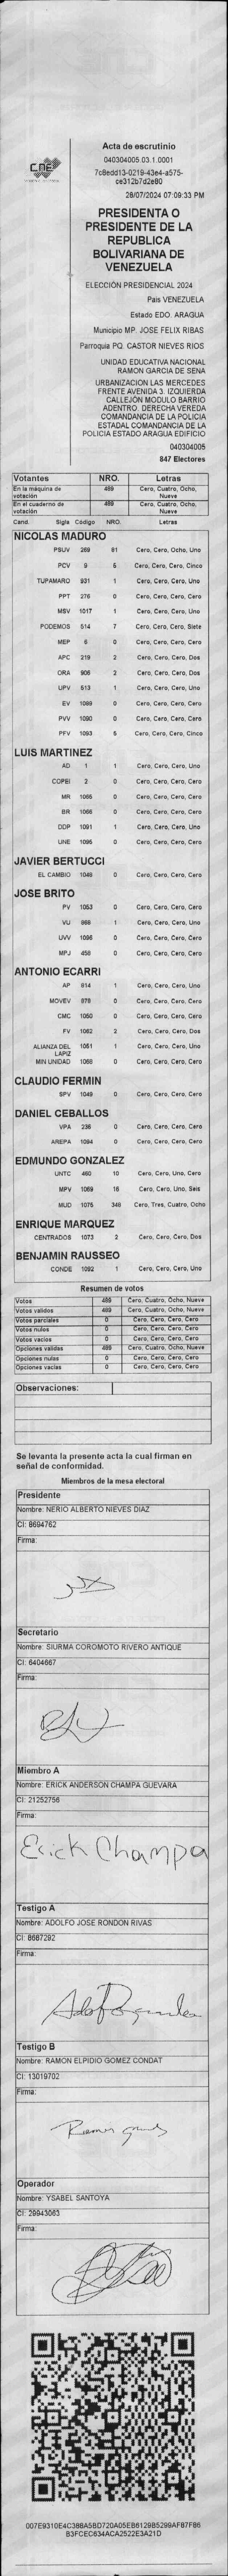 CNE
Acta de escrutinio
040304005.03.1.0001
7c8edd13-0219-43e4-a575-
ce312b7d2e80
28/07/2024 07:09:33 PM
PRESIDENTA O
PRESIDENTE DE LA
REPUBLICA
BOLIVARIANA DE
VENEZUELA
ELECCIÓN PRESIDENCIAL 2024
Pais VENEZUELA
Estado EDO. ARAGUA
Municipio MP. JOSE FELIX RIBAS
Parroquia PQ. CASTOR NIEVES RIOS
UNIDAD EDUCATIVA NACIONAL
RAMON GARCIA DE SENA
URBANIZACION LAS MERCEDES
FRENTE AVENIDA 3. IZQUIERDA
CALLEJÓN MODULO BARRIO
ADENTRO. DERECHA VEREDA
COMANDANCIA DE LA POLICIA
ESTADAL COMANDANCIA DE LA
POLICIA ESTADO ARAGUA EDIFICIO
040304005
847 Electores
Votantes NRO. Letras
En la máquina de votación 489 Cero, Cuatro, Ocho, Nueve
En el cuaderno de votación 489 Cero, Cuatro, Ocho, Nueve
Cand. Sigla Codigo NRO. Letras
NICOLAS MADURO
PSUV 269 81 Cero, Cero, Ocho, Uno
PCV 9 5 Cero, Cero, Cero, Cinco
TUPAMARO 931 1 Cero, Cero, Cero, Uno
PPT 276 0 Cero, Cero, Cero, Cero
MSV 1017 1 Cero, Cero, Cero, Uno
PODEMOS 514 7 Cero, Cero, Cero, Siete
MEP 6 0 Cero, Cero, Cero, Cero
APC 219 2 Cero, Cero, Cero, Dos
ORA 906 2 Cero, Cero, Cero, Dos
UPV 613 1 Cero, Cero, Cero, Uno
EV 1089 0 Cero, Cero, Cero, Cero
PVV 1090 0 Cero, Cero, Cero, Cero
PFV 1093 5 Cero, Cero, Cero, Cinco
LUIS MARTINEZ
AD 1 1 Cero, Cero, Cero, Uno
COPEI 2 0 Cero, Cero, Cero, Cero
MR 1065 0 Cero, Cero, Cero, Cero
BR 1066 0 Cero, Cero, Cero, Cero
DDP 1091 1 Cero, Cero, Cero, Uno
UNE 1095 0 Cero, Cero, Cero, Cero
JAVIER BERTUCCI
EL CAMBIO 1048 0 Cero, Cero, Cero, Cero
JOSE BRITO
PV 1053 0 Cero, Cero, Cero, Cero
VU 868 1 Cero, Cero, Cero, Uno
UVV 1096 0 Cero, Cero, Cero, Cero
MPJ 458 0 Cero, Cero, Cero, Cero
ANTONIO ECARRI
AP 814 1 Cero, Cero, Cero, Uno
MOVEV 978 0 Cero, Cero, Cero, Cero
CMC 1050 0 Cero, Cero, Cero, Cero
FV 1062 2 Cero, Cero, Cero, Dos
ALIANZA DEL LAPIZ 1051 1 Cero, Cero, Cero, Uno
MIN UNIDAD 1068 0 Cero, Cero, Cero, Cero
CLAUDIO FERMIN
SPV 1049 0 Cero, Cero, Cero, Cero
DANIEL CEBALLOS
VPA 236 0 Cero, Cero, Cero, Cero
AREPA 1094 0 Cero, Cero, Cero, Cero
EDMUNDO GONZALEZ
UNTC 460 10 Cero, Cero, Uno, Cero
MPV 1069 16 Cero, Cero, Uno, Seis
MUD 1075 348 Cero, Tres, Cuatro, Ocho
ENRIQUE MARQUEZ
CENTRADOS 1073 2 Cero, Cero, Cero, Dos
BENJAMIN RAUSSEO
CONDE 1092 1 Cero, Cero, Cero, Uno
Resumen de votos
Votos 489 Cero, Cuatro, Ocho, Nueve
Votos validos 489 Cero, Cuatro, Ocho, Nueve
Votos parciales 0 Cero, Cero, Cero, Cero
Votos nulos 0 Cero, Cero, Cero, Cero
Votos vacios 0 Cero, Cero, Cero, Cero
Opciones validas 489 Cero, Cuatro, Ocho, Nueve
Opciones nulas 0 Cero, Cero, Cero, Cero
Opciones vacias 0 Cero, Cero, Cero, Cero
Observaciones:
Se levanta la presente acta la cual firman en
señal de conformidad.
Miembros de la mesa electoral
Presidente
Nombre: NERIO ALBERTO NIEVES DIAZ
CI: 8694762
Firma:
Secretario
Nombre: SIURMA COROMOTO RIVERO ANTIQUE
CI: 6404667
Firma:
Miembro A
Nombre: ERICK ANDERSON CHAMPA GUEVARA
CI: 21252756
Firma:
Erick Champa
Testigo A
Nombre: ADOLFO JOSE RONDON RIVAS
CI: 8687292
Firma:
Testigo B
Nombre: RAMON ELPIDIO GOMEZ CONDAT
CI: 13019702
Firma:
Operador
Nombre: YSABEL SANTOYA
CI: 29943063
Firma:
007E9310E4C386A5BD720A05EB6129B5299AF87F86
B3FCEC634ACA2522E3A21D